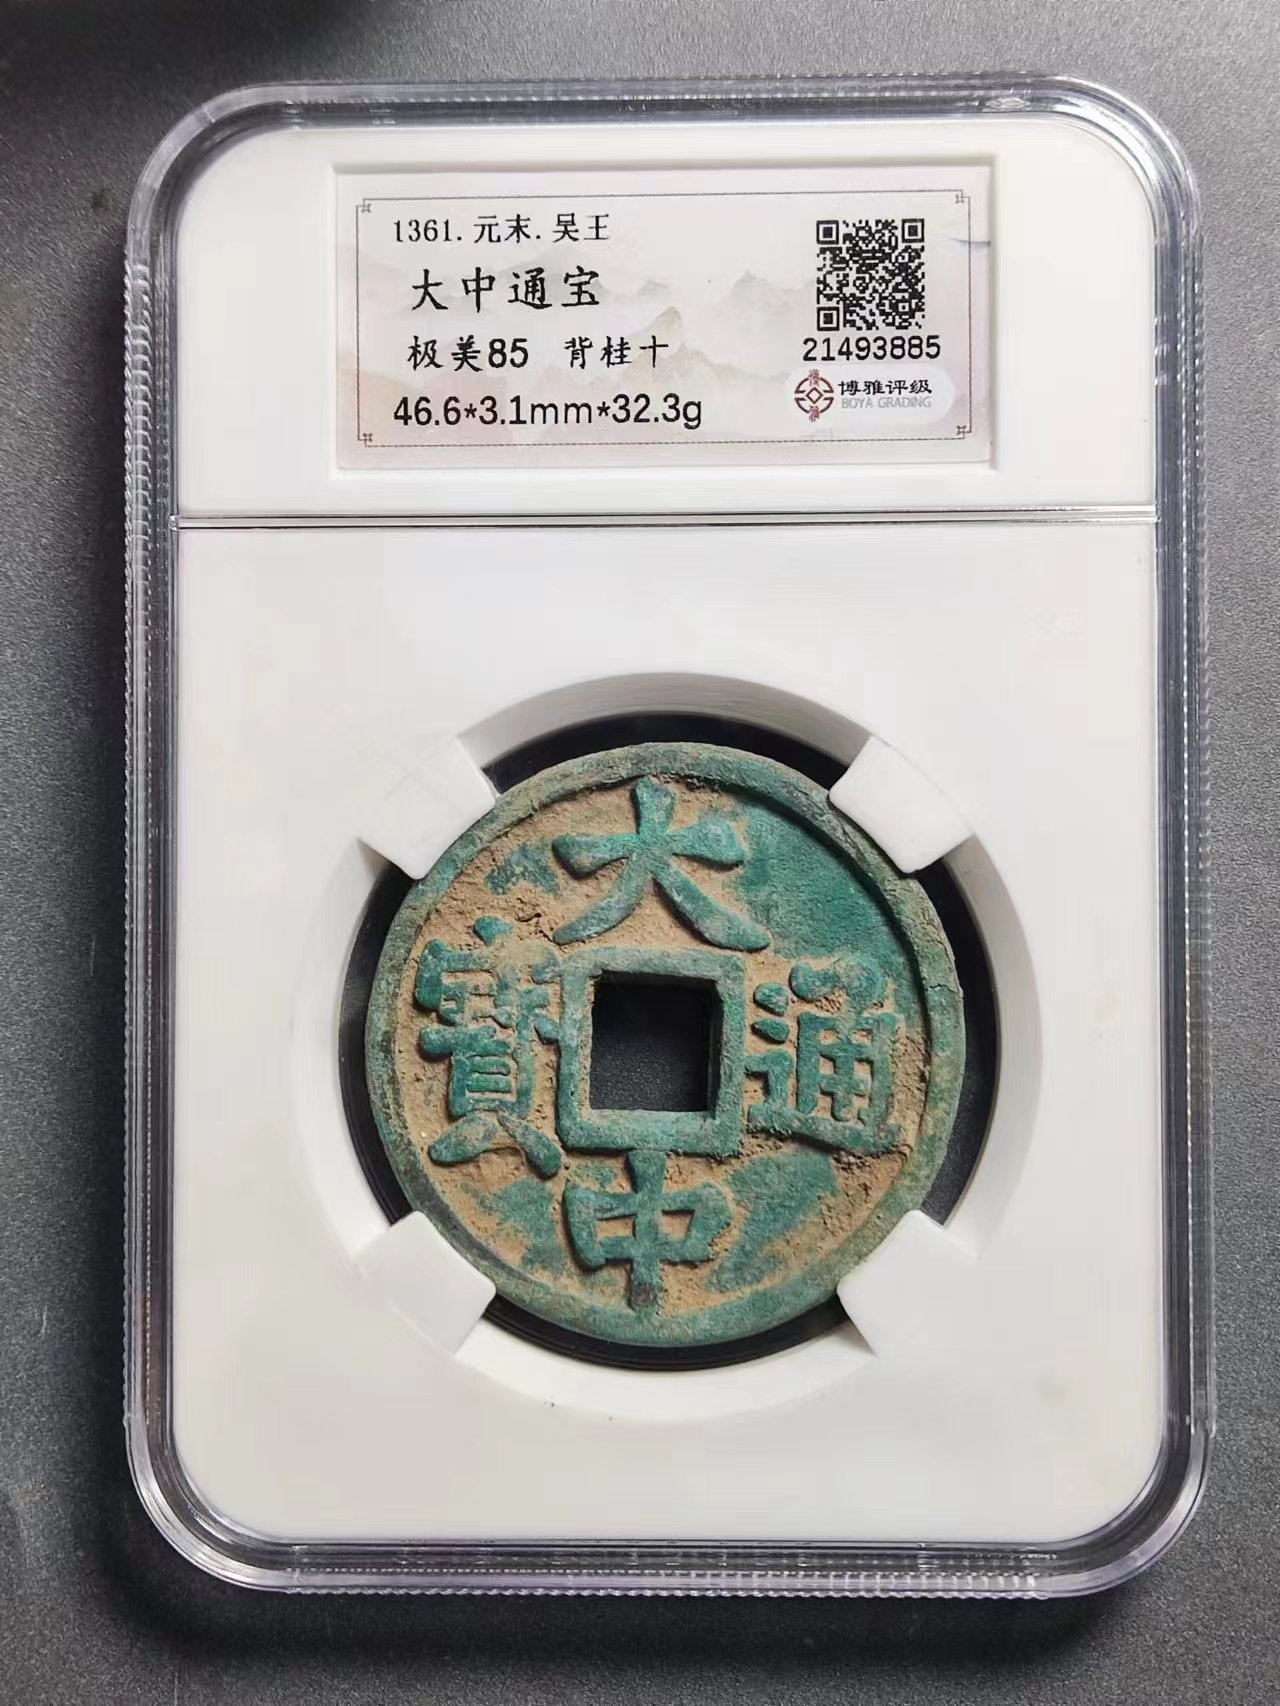 1361.元末.吴王
大中通宝
极美85 背桂十
46.6*3.1mm*32.3g
21493885
博雅评级
BOYA GRADING
大
中
通
寶